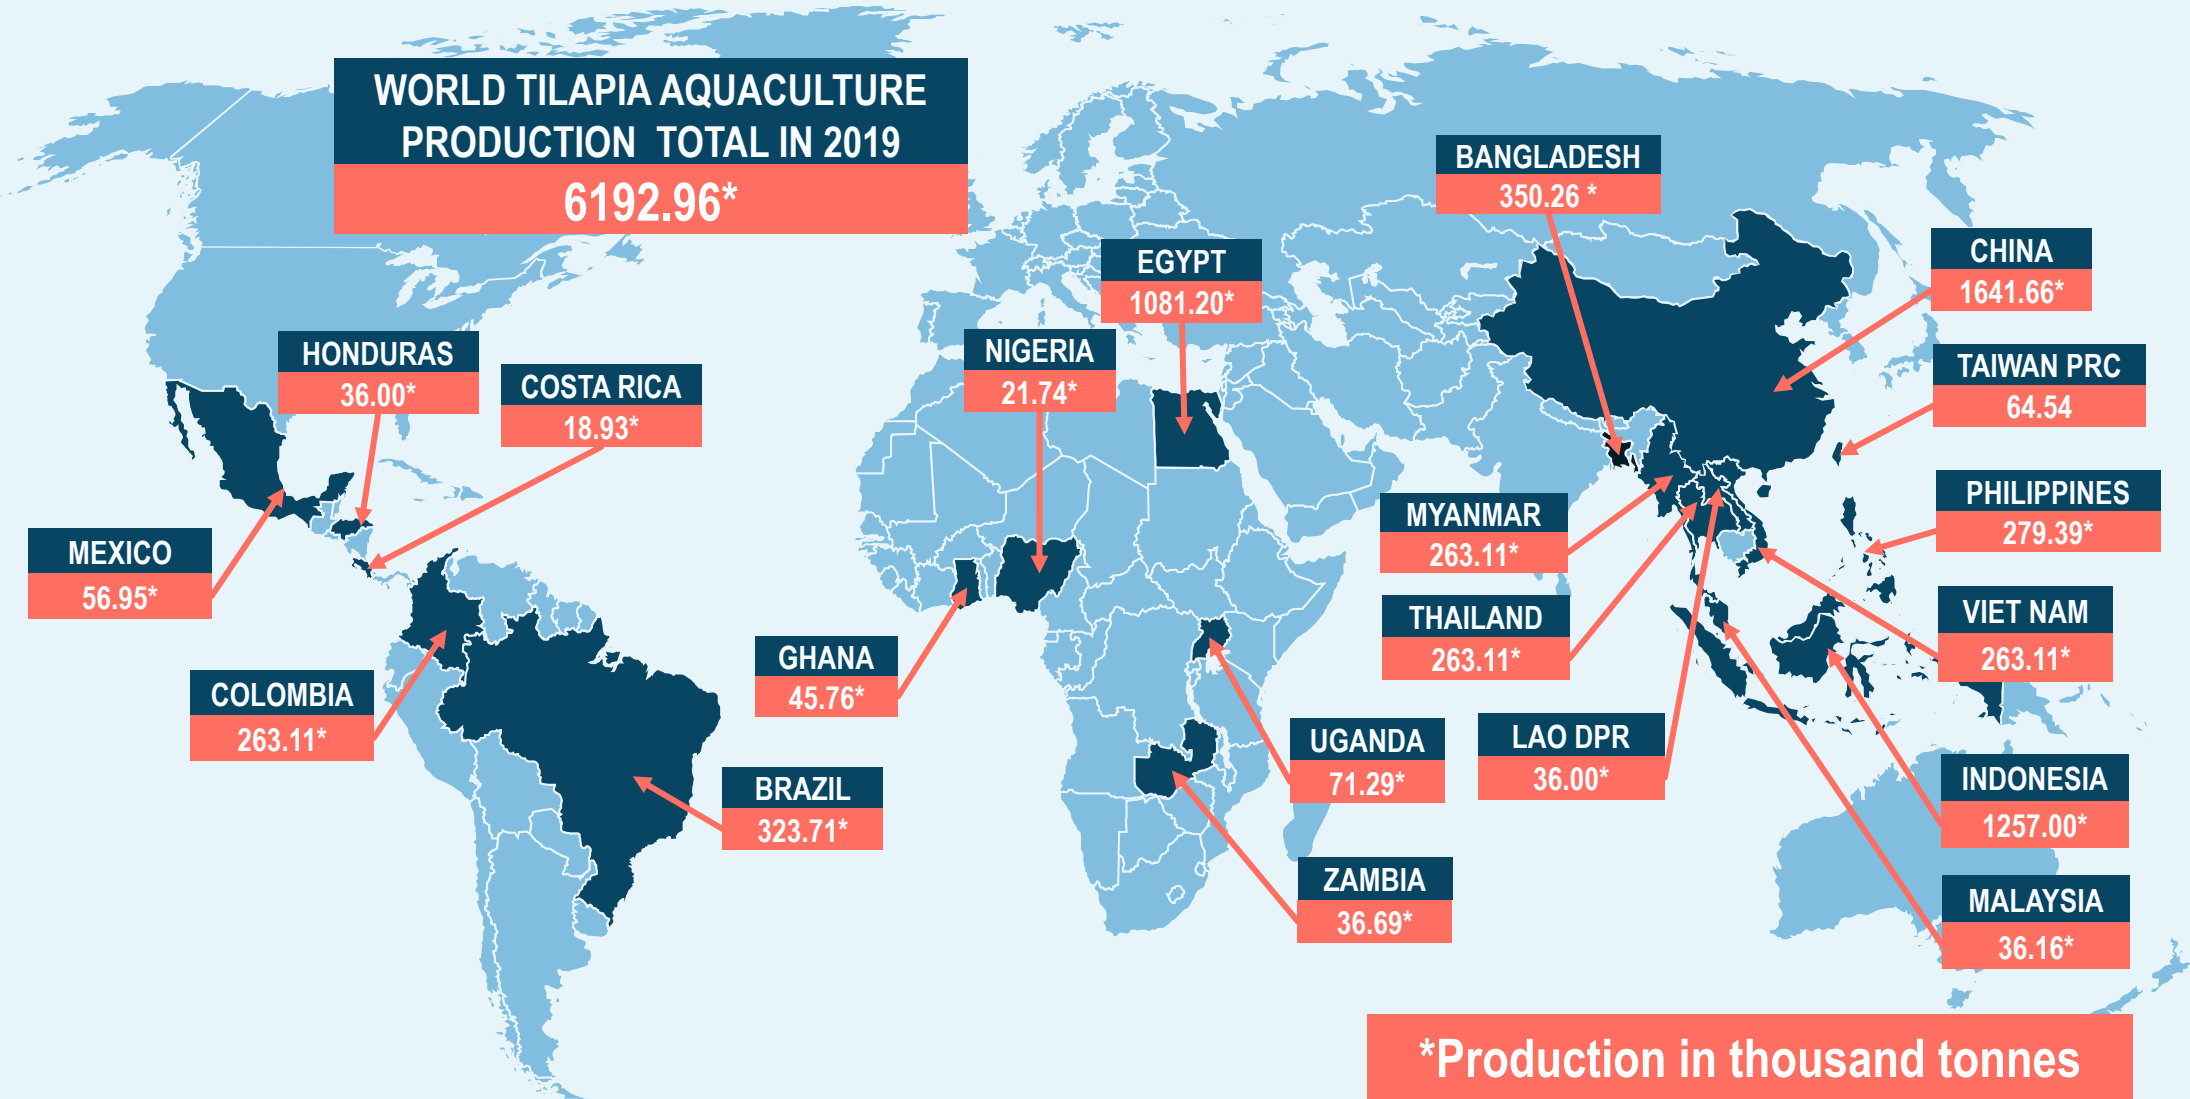 WORLD TILAPIA AQUACULTURE
PRODUCTION TOTAL IN 2019
6192.96*
BANGLADESH
350.26 *
CHINA
1641.66*
EGYPT
1081.20*
HONDURAS
36.00*
COSTA RICA
18.93*
NIGERIA
21.74*
TAIWAN PRC
64.54
PHILIPPINES
279.39*
MYANMAR
263.11*
MEXICO
56.95*
THAILAND
263.11*
VIET NAM
263.11*
GHANA
45.76*
COLOMBIA
263.11*
UGANDA
71.29*
LAO DPR
36.00*
BRAZIL
323.71*
INDONESIA
1257.00*
ZAMBIA
36.69*
MALAYSIA
36.16*
*Production in thousand tonnes